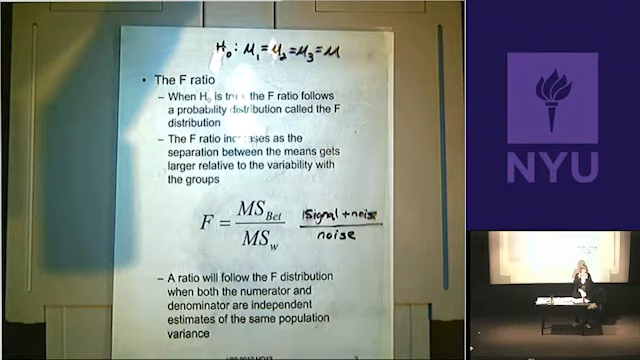 H₀ : μ₁ = μ₂ = μ₃ = μ
• The F ratio
– When H₀ is true the F ratio follows
a probability distribution called the F
distribution
– The F ratio increases as the
separation between the means gets
larger relative to the variability with
the groups
F = MS_Bet / MS_w signal + noise / noise
– A ratio will follow the F distribution
when both the numerator and
denominator are independent
estimates of the same population
variance
NYU